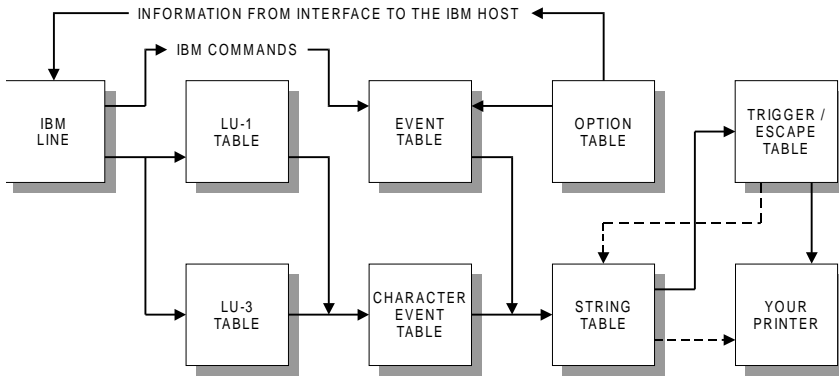 INFORMATION FROM INTERFACE TO THE IBM HOST
IBM COMMANDS
IBM
LINE
LU-1
TABLE
EVENT
TABLE
OPTION
TABLE
TRIGGER /
ESCAPE
TABLE
LU-3
TABLE
CHARACTER
EVENT
TABLE
STRING
TABLE
YOUR
PRINTER